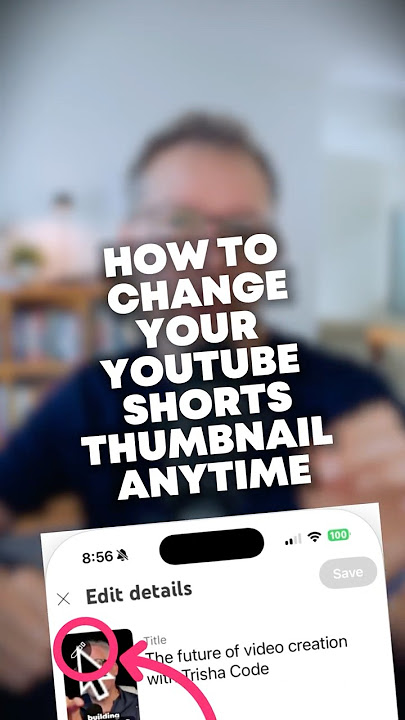 HOW TO
CHANGE
YOUR
YOUTUBE
SHORTS
THUMBNAIL
ANYTIME
8:56
100
Save
Edit details
Title
The future of video creation
with Trisha Code
building